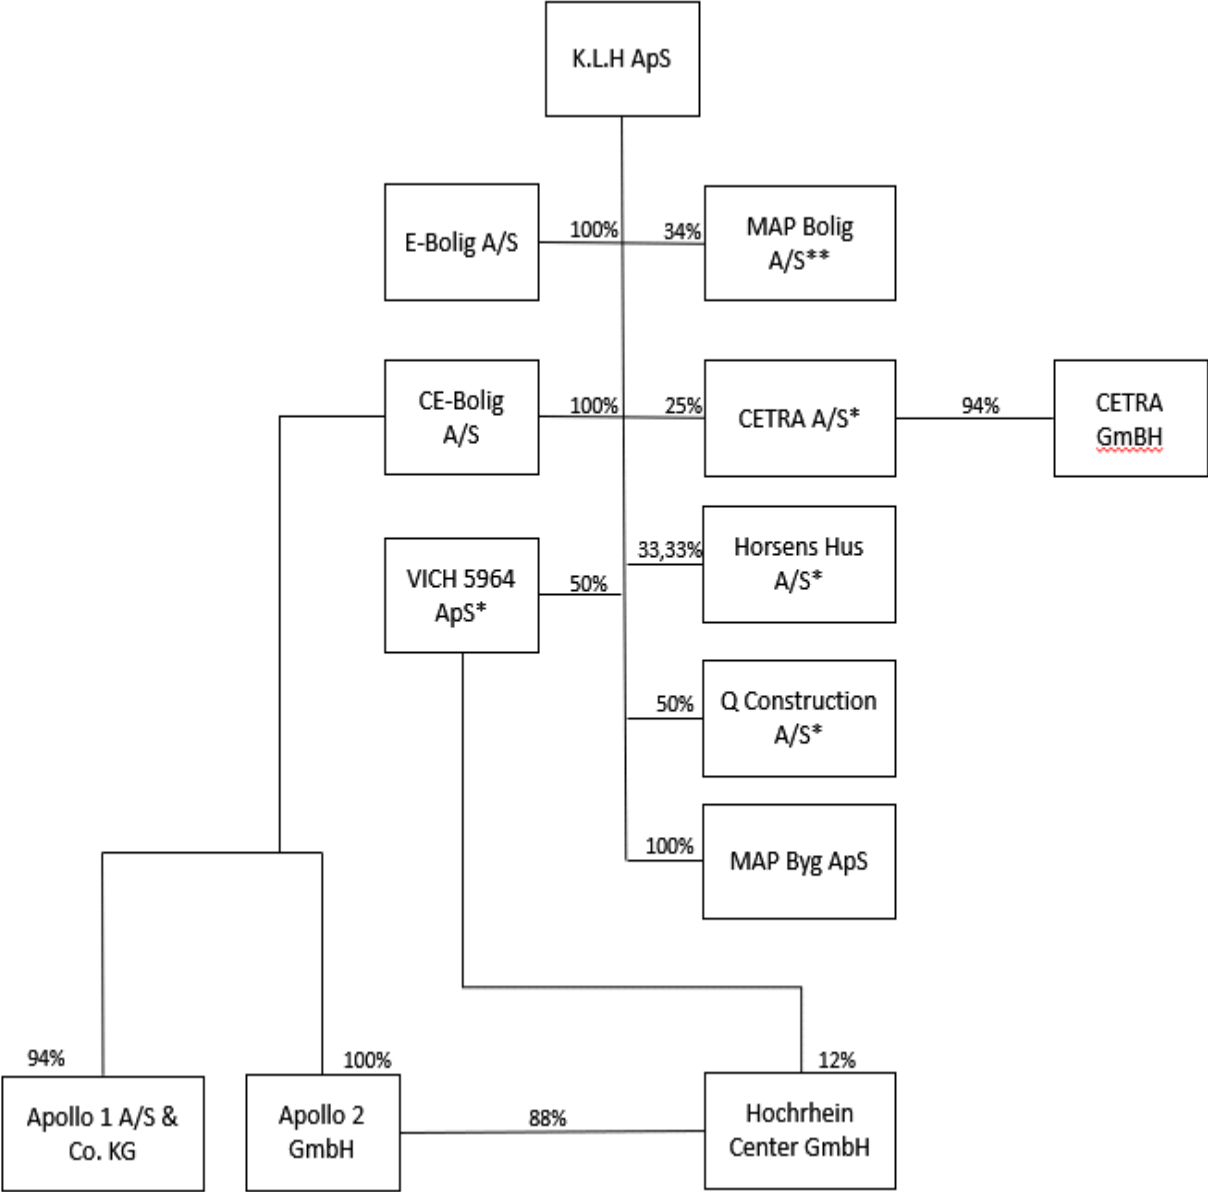 K.L.H ApS
E-Bolig A/S
100%
34%
MAP Bolig
A/S**
CE-Bolig
A/S
100%
25%
CETRA A/S*
94%
CETRA
GmBH
VICH 5964
ApS*
50%
33,33%
Horsens Hus
A/S*
50%
Q Construction
A/S*
100%
MAP Byg ApS
94%
Apollo 1 A/S &
Co. KG
100%
Apollo 2
GmbH
88%
12%
Hochrhein
Center GmbH